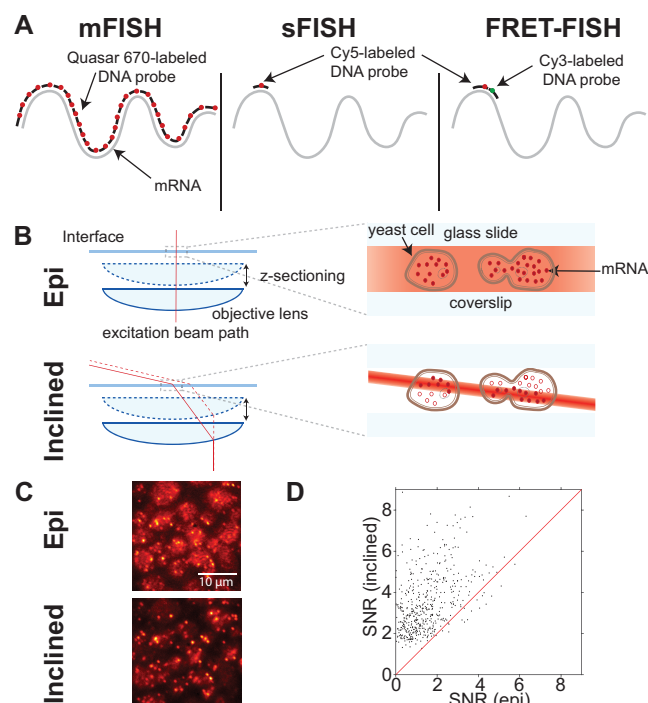 A
mFISH
sFISH
FRET-FISH
Quasar 670-labeled
DNA probe
Cy5-labeled
DNA probe
Cy3-labeled
DNA probe
mRNA
B
Epi
Interface
z-sectioning
objective lens
excitation beam path
yeast cell
glass slide
mRNA
coverslip
Inclined
C
Epi
10 µm
Inclined
D
SNR (inclined)
8
6
4
2
0
0
2
4
6
8
SNR (epi)